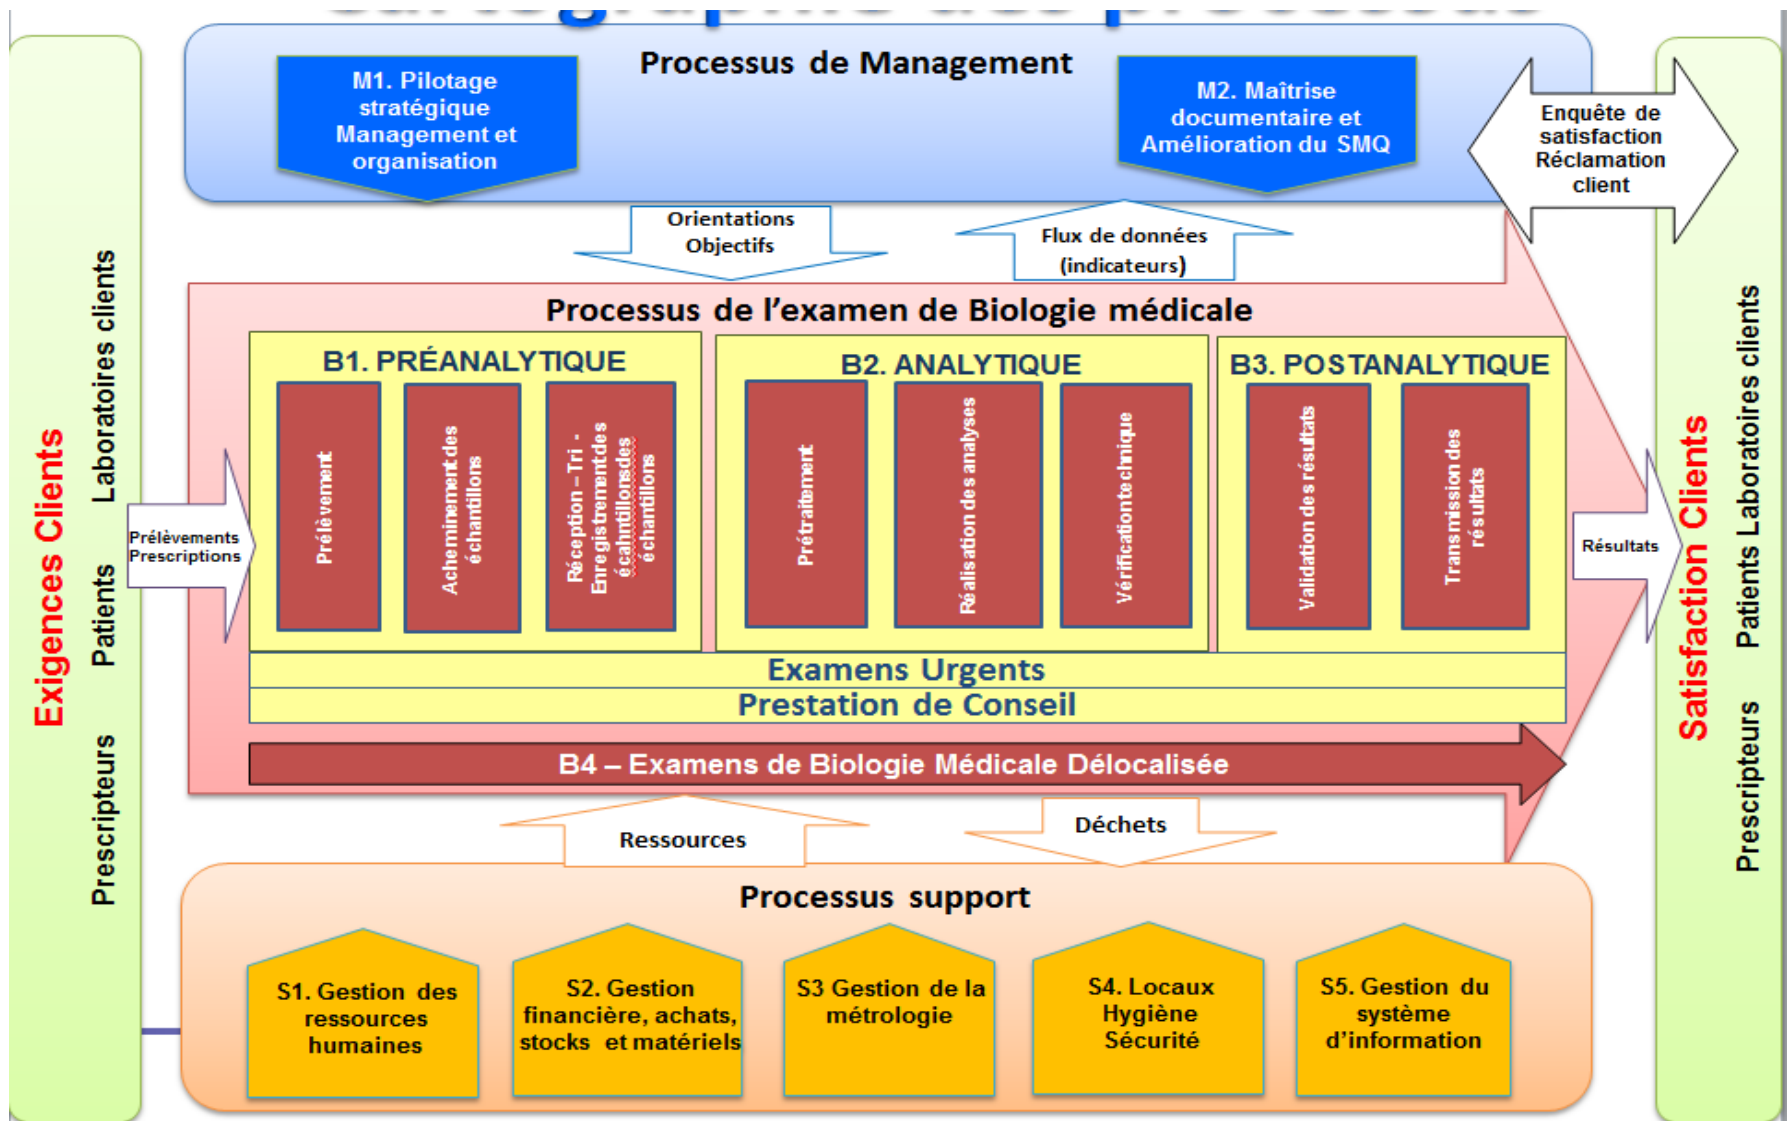 Cartographie des processus
Processus de Management
M1. Pilotage
stratégique
Management et
organisation
M2. Maîtrise
documentaire et
Amélioration du SMQ
Enquête de
satisfaction
Réclamation
client
Orientations
Objectifs
Flux de données
(indicateurs)
Exigences Clients
Prescripteurs Patients Laboratoires clients
Prélèvements
Prescriptions
Processus de l’examen de Biologie médicale
B1. PRÉANALYTIQUE
Prélèvement
Acheminement des
échantillons
Réception – Tri -
Enregistrement des
écahntillonsdes
échantillons
B2. ANALYTIQUE
Prétraitement
Réalisation des analyses
Vérification technique
B3. POSTANALYTIQUE
Validation des résultats
Transmission des
résultats
Examens Urgents
Prestation de Conseil
B4 – Examens de Biologie Médicale Délocalisée
Résultats
Satisfaction Clients
Prescripteurs Patients Laboratoires clients
Ressources
Déchets
Processus support
S1. Gestion des
ressources
humaines
S2. Gestion
financière, achats,
stocks et matériels
S3 Gestion de la
métrologie
S4. Locaux
Hygiène
Sécurité
S5. Gestion du
système
d’information